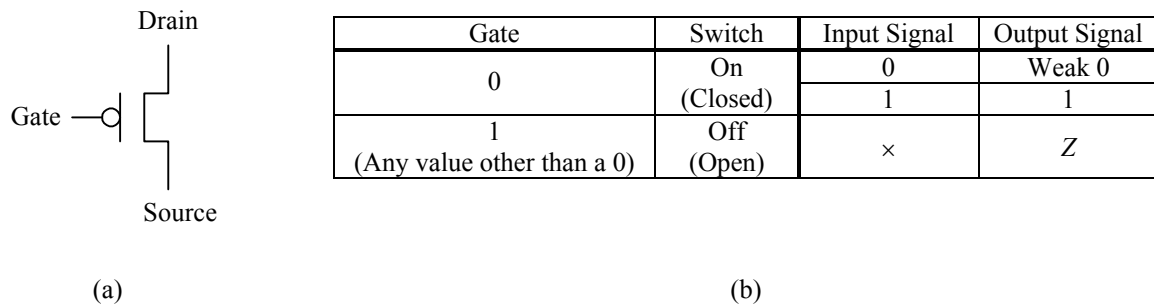 Drain
Gate
Source
(a)
Gate Switch Input Signal Output Signal
0 On (Closed) 0 Weak 0
1 1
1 (Any value other than a 0) Off (Open) × Z
(b)